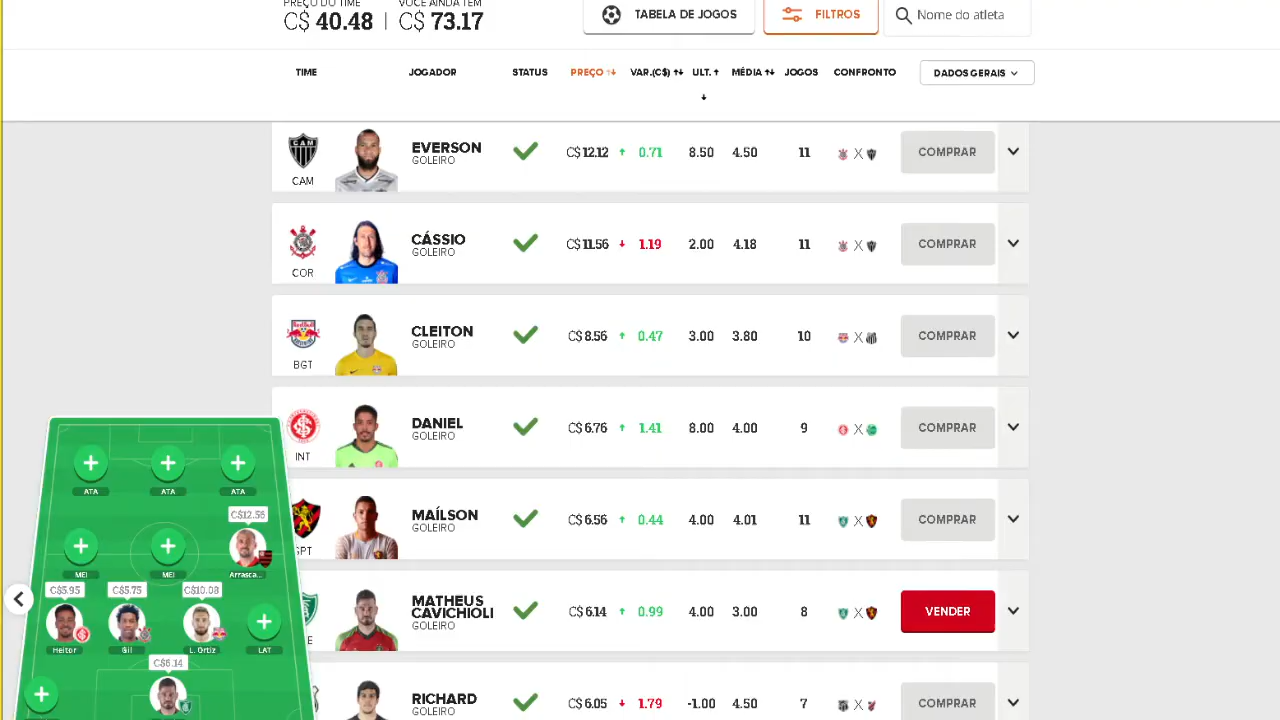 PREÇO DO TIME VOCÊ AINDA TEM
C$ 40.48 | C$ 73.17
TABELA DE JOGOS
FILTROS
Nome do atleta
TIME JOGADOR STATUS PREÇO VAR.(C$) ULT. MÉDIA JOGOS CONFRONTO DADOS GERAIS
CAM EVERSON GOLEIRO C$ 12.12 0.71 8.50 4.50 11 X COMPRAR
COR CÁSSIO GOLEIRO C$ 11.56 1.19 2.00 4.18 11 X COMPRAR
BGT CLEITON GOLEIRO C$ 8.56 0.47 3.00 3.80 10 X COMPRAR
INT DANIEL GOLEIRO C$ 6.76 1.41 8.00 4.00 9 X COMPRAR
SPT MAÍLSON GOLEIRO C$ 6.56 0.44 4.00 4.01 11 X COMPRAR
MATHEUS
CAVICHIOLI
GOLEIRO C$ 6.14 0.99 4.00 3.00 8 X VENDER
RICHARD GOLEIRO C$ 6.05 1.79 -1.00 4.50 7 X COMPRAR
ATA ATA ATA
C$12.56
MEI MEI Arrasca...
C$5.95 C$5.75 C$10.08
Heitor Gil L. Ortiz LAT
C$6.14